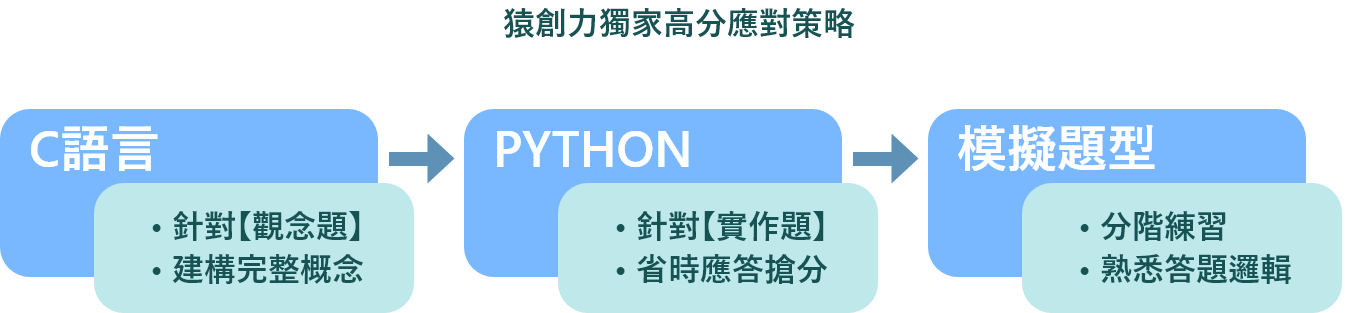 猿創力獨家高分應對策略
C語言
• 針對【觀念題】
• 建構完整概念
PYTHON
• 針對【實作題】
• 省時應答搶分
模擬題型
• 分階練習
• 熟悉答題邏輯